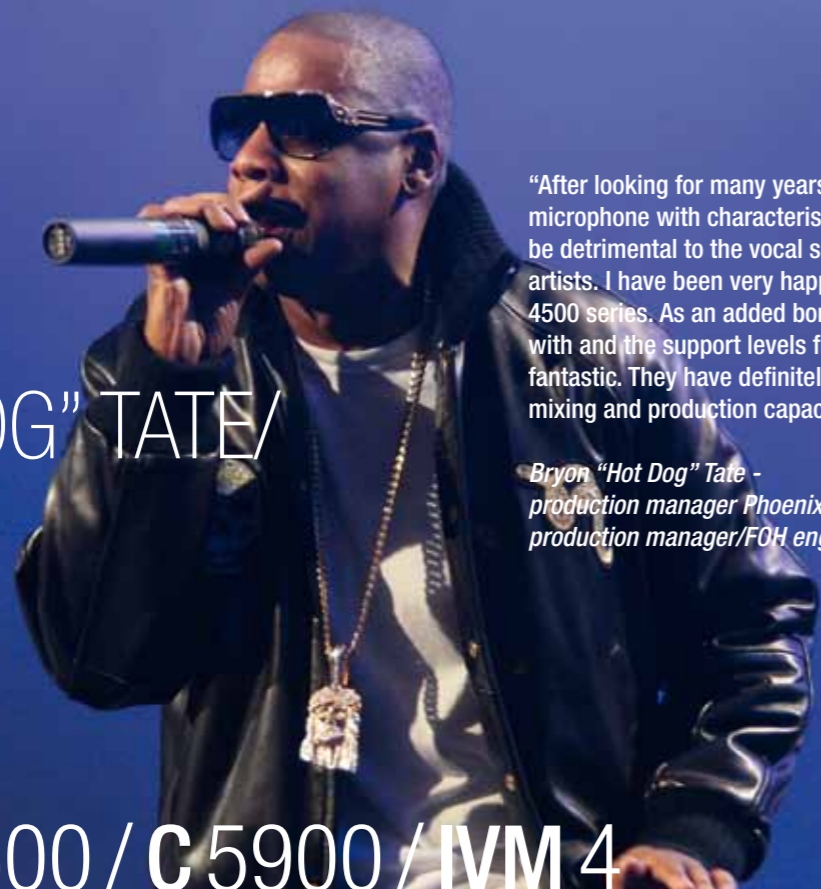 OG” TATE/
“After looking for many years
microphone with characteris
be detrimental to the vocal s
artists. I have been very happ
4500 series. As an added bon
with and the support levels f
fantastic. They have definitel
mixing and production capac
Bryon “Hot Dog” Tate -
production manager Phoenix
production manager/FOH eng
00 / C 5900 / IVM 4